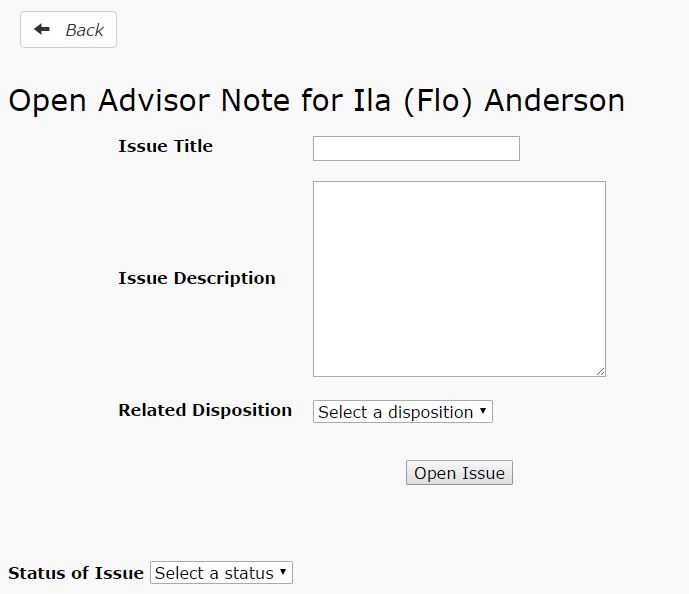 Back
Open Advisor Note for Ila (Flo) Anderson
Issue Title
Issue Description
Related Disposition Select a disposition
Open Issue
Status of Issue Select a status